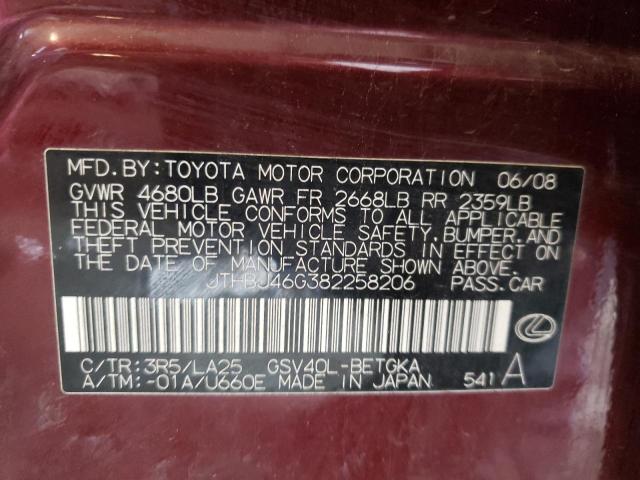 MFD. BY: TOYOTA MOTOR CORPORATION 06/08
GVWR 4680LB GAWR FR 2668LB RR 2359LB
THIS VEHICLE CONFORMS TO ALL APPLICABLE
FEDERAL MOTOR VEHICLE SAFETY, BUMPER, AND
THEFT PREVENTION STANDARDS IN EFFECT ON
THE DATE OF MANUFACTURE SHOWN ABOVE.
JTHBJ46G382258206 PASS. CAR
C/TR: 3R5/LA25 GSV40L-BETGKA
A/TM: -01A/U660E MADE IN JAPAN 541 A